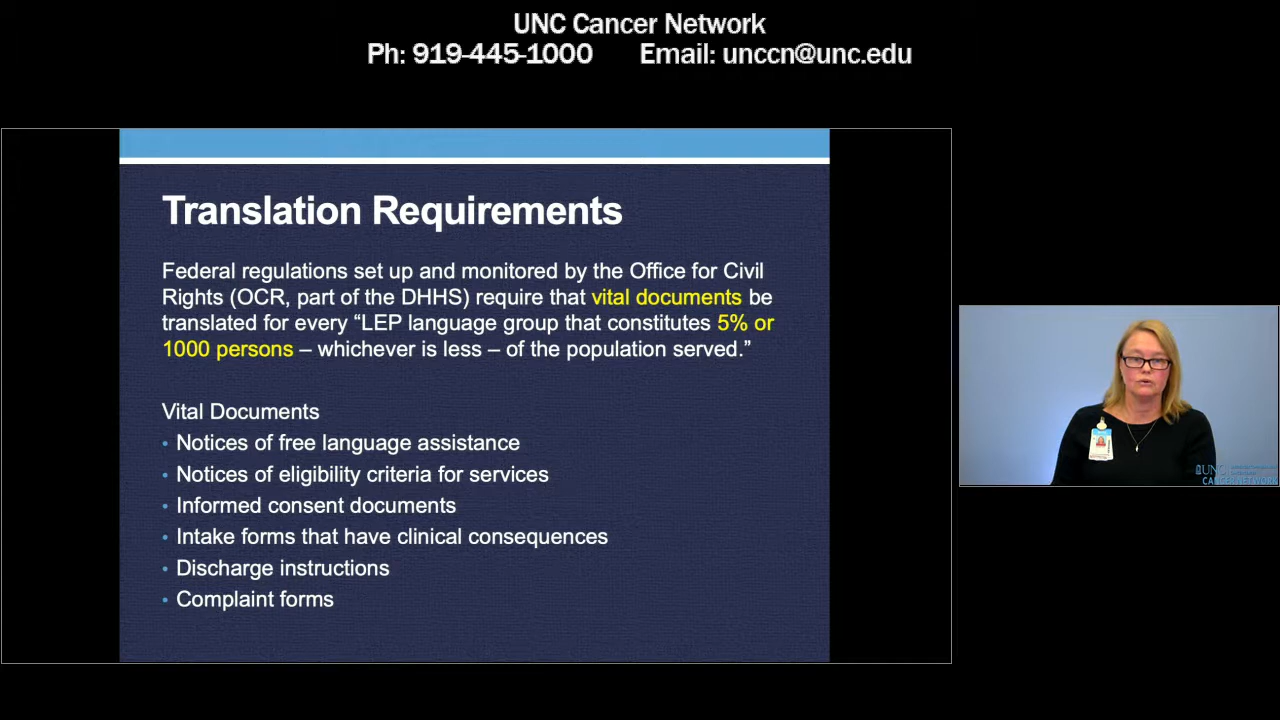 UNC Cancer Network
Ph: 919-445-1000 Email: unccn@unc.edu
Translation Requirements
Federal regulations set up and monitored by the Office for Civil
Rights (OCR, part of the DHHS) require that vital documents be
translated for every “LEP language group that constitutes 5% or
1000 persons – whichever is less – of the population served.”
Vital Documents
• Notices of free language assistance
• Notices of eligibility criteria for services
• Informed consent documents
• Intake forms that have clinical consequences
• Discharge instructions
• Complaint forms
UNC
CANCER NETWORK